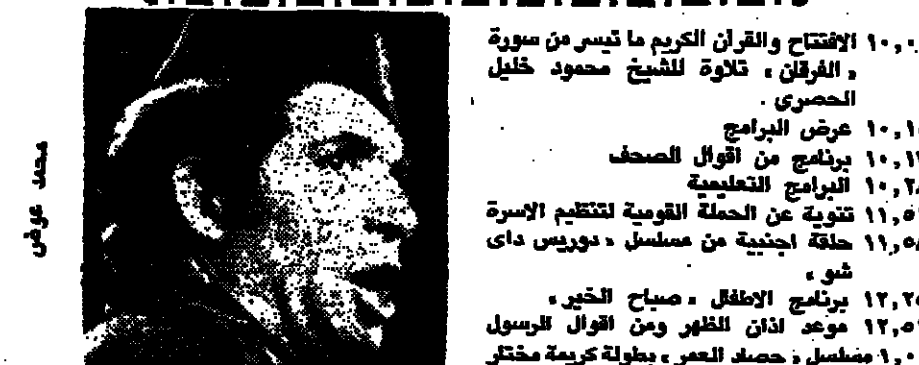 ١٠,٠ الافتتاح والقرآن الكريم ما تيسر من سورة
« الفرقان » تلاوة للشيخ محمود خليل
الحصرى .
١٠,١ عرض البرامج
١٠,١ برنامج من اقوال الصحف
١٠,٢ البرامج التعليمية
١١,٥ تنوية عن الحملة القومية لتنظيم الاسرة
١١,٥ حلقة اجنبية من مسلسل « دوريس داى
شو »
١٢,٢ برنامج الاطفال « صباح الخير »
١٢,٥ موعد اذان الظهر ومن اقوال الرسول
١,٠ مسلسل « حصاد العمر » بطولة كريمة مختار
محمد عوض